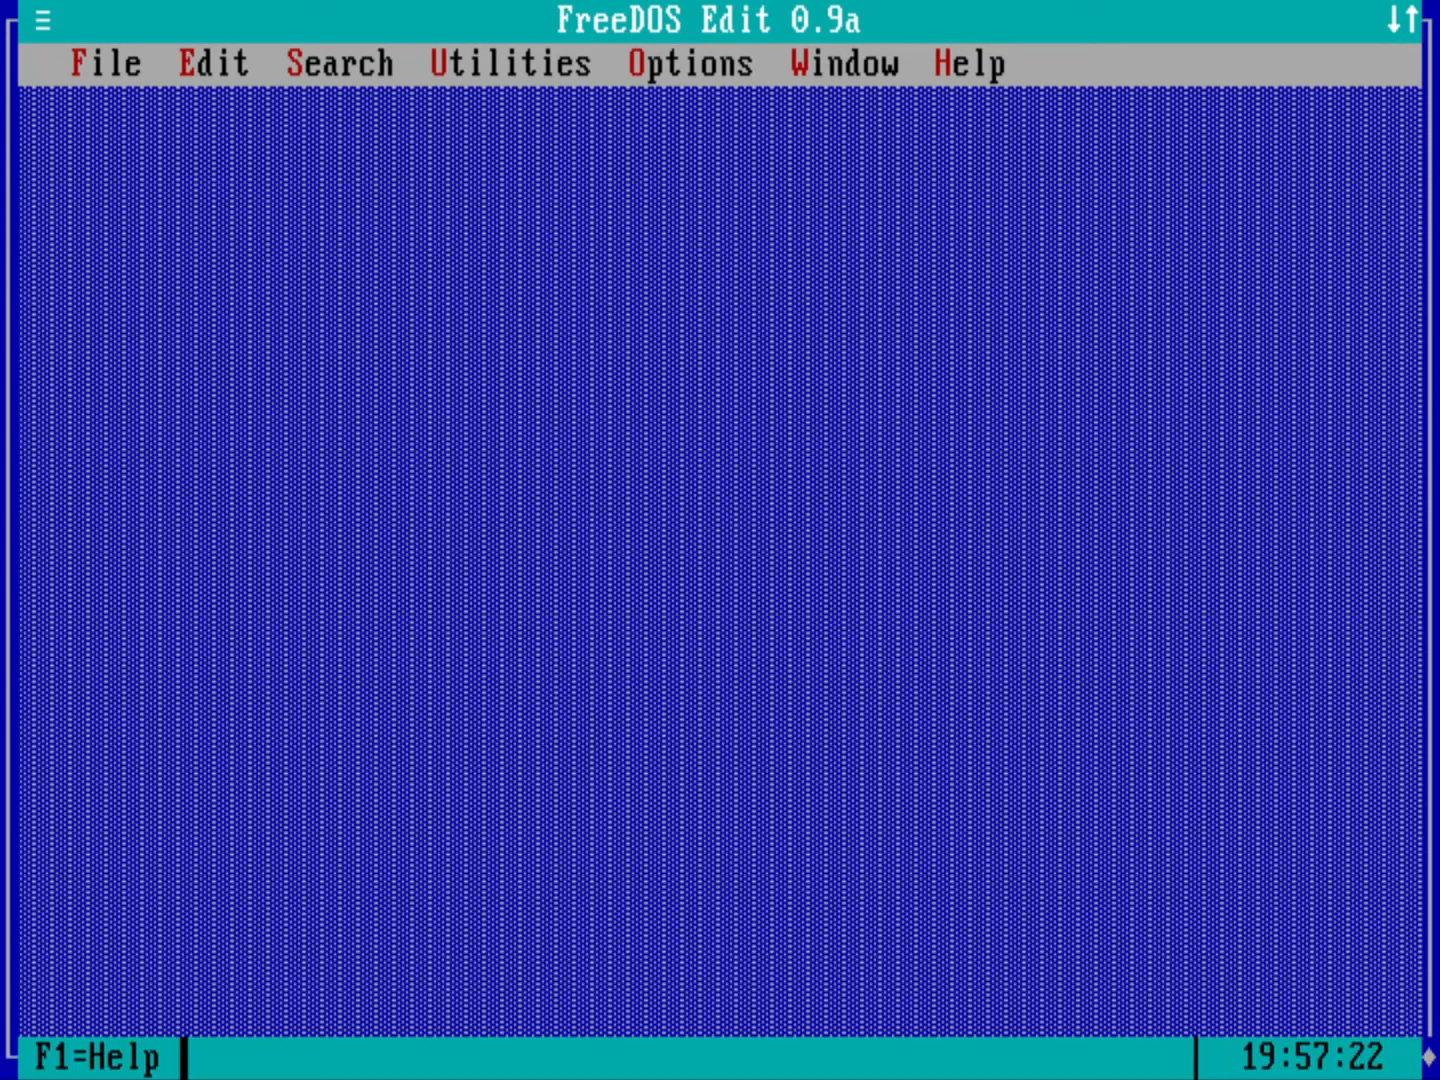 ≡ FreeDOS Edit 0.9a ↓↑
File Edit Search Utilities Options Window Help
F1=Help 19:57:22